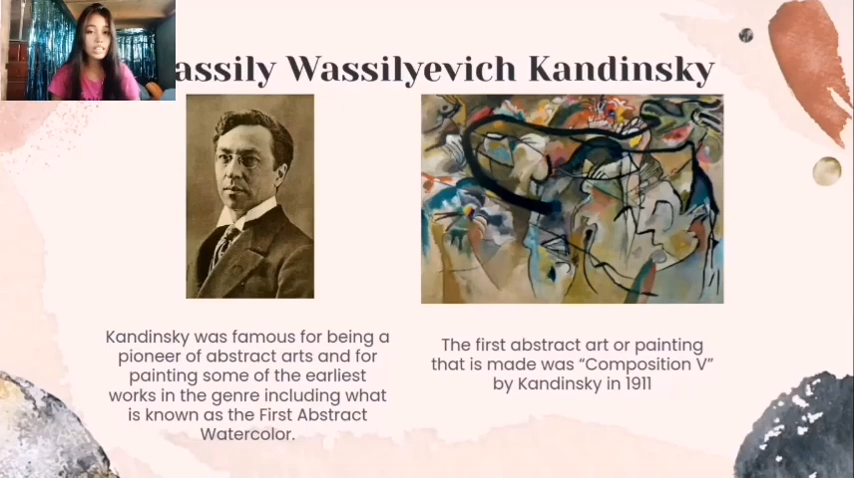 assily Wassilyevich Kandinsky
Kandinsky was famous for being a
pioneer of abstract arts and for
painting some of the earliest
works in the genre including what
is known as the First Abstract
Watercolor.
The first abstract art or painting
that is made was “Composition V”
by Kandinsky in 1911